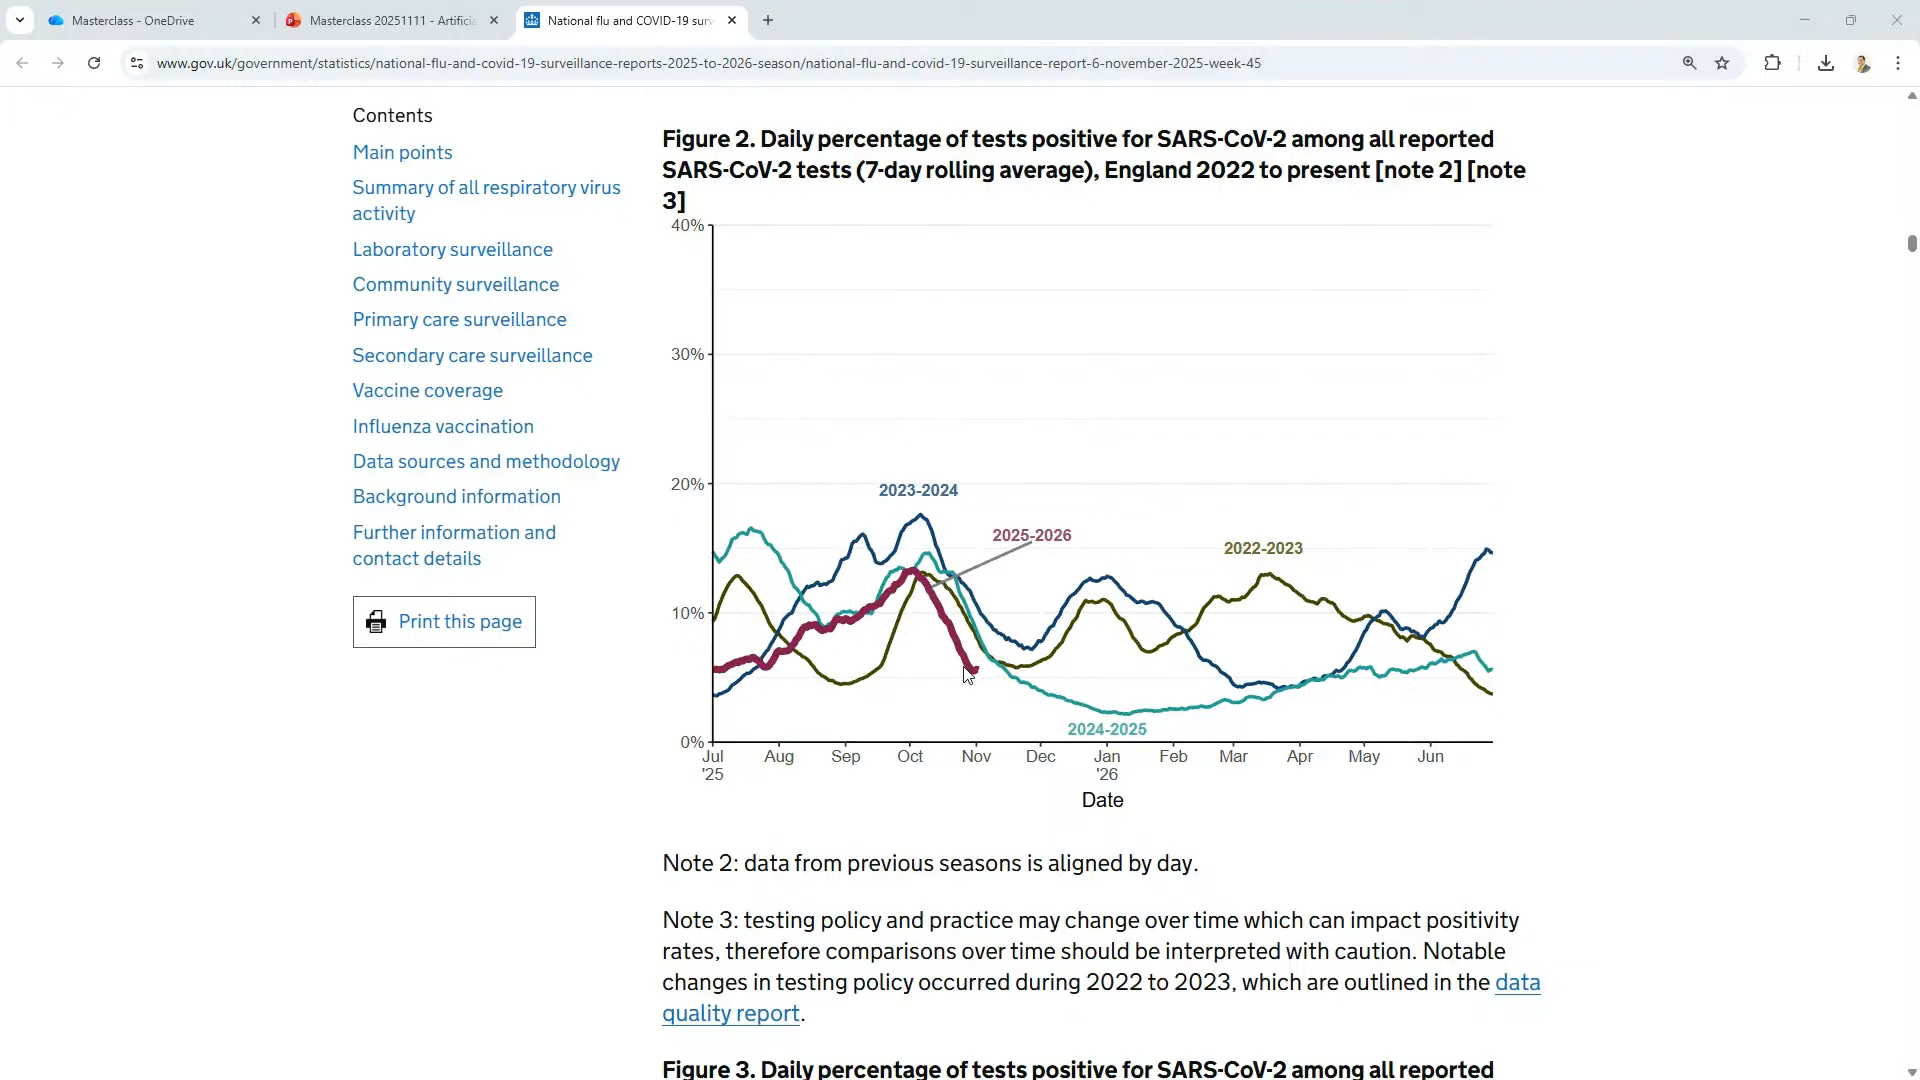 Masterclass - OneDrive
Masterclass 20251111 - Artificia
National flu and COVID-19 surv
www.gov.uk/government/statistics/national-flu-and-covid-19-surveillance-reports-2025-to-2026-season/national-flu-and-covid-19-surveillance-report-6-november-2025-week-45
Contents
Main points
Summary of all respiratory virus
activity
Laboratory surveillance
Community surveillance
Primary care surveillance
Secondary care surveillance
Vaccine coverage
Influenza vaccination
Data sources and methodology
Background information
Further information and
contact details
Print this page
Figure 2. Daily percentage of tests positive for SARS-CoV-2 among all reported
SARS-CoV-2 tests (7-day rolling average), England 2022 to present [note 2] [note
3]
40%
30%
20%
10%
0%
2023-2024
2025-2026
2022-2023
2024-2025
Jul Aug Sep Oct Nov Dec Jan Feb Mar Apr May Jun
'25 '26
Date
Note 2: data from previous seasons is aligned by day.
Note 3: testing policy and practice may change over time which can impact positivity
rates, therefore comparisons over time should be interpreted with caution. Notable
changes in testing policy occurred during 2022 to 2023, which are outlined in the data
quality report.
Figure 3. Daily percentage of tests positive for SARS-CoV-2 among all reported